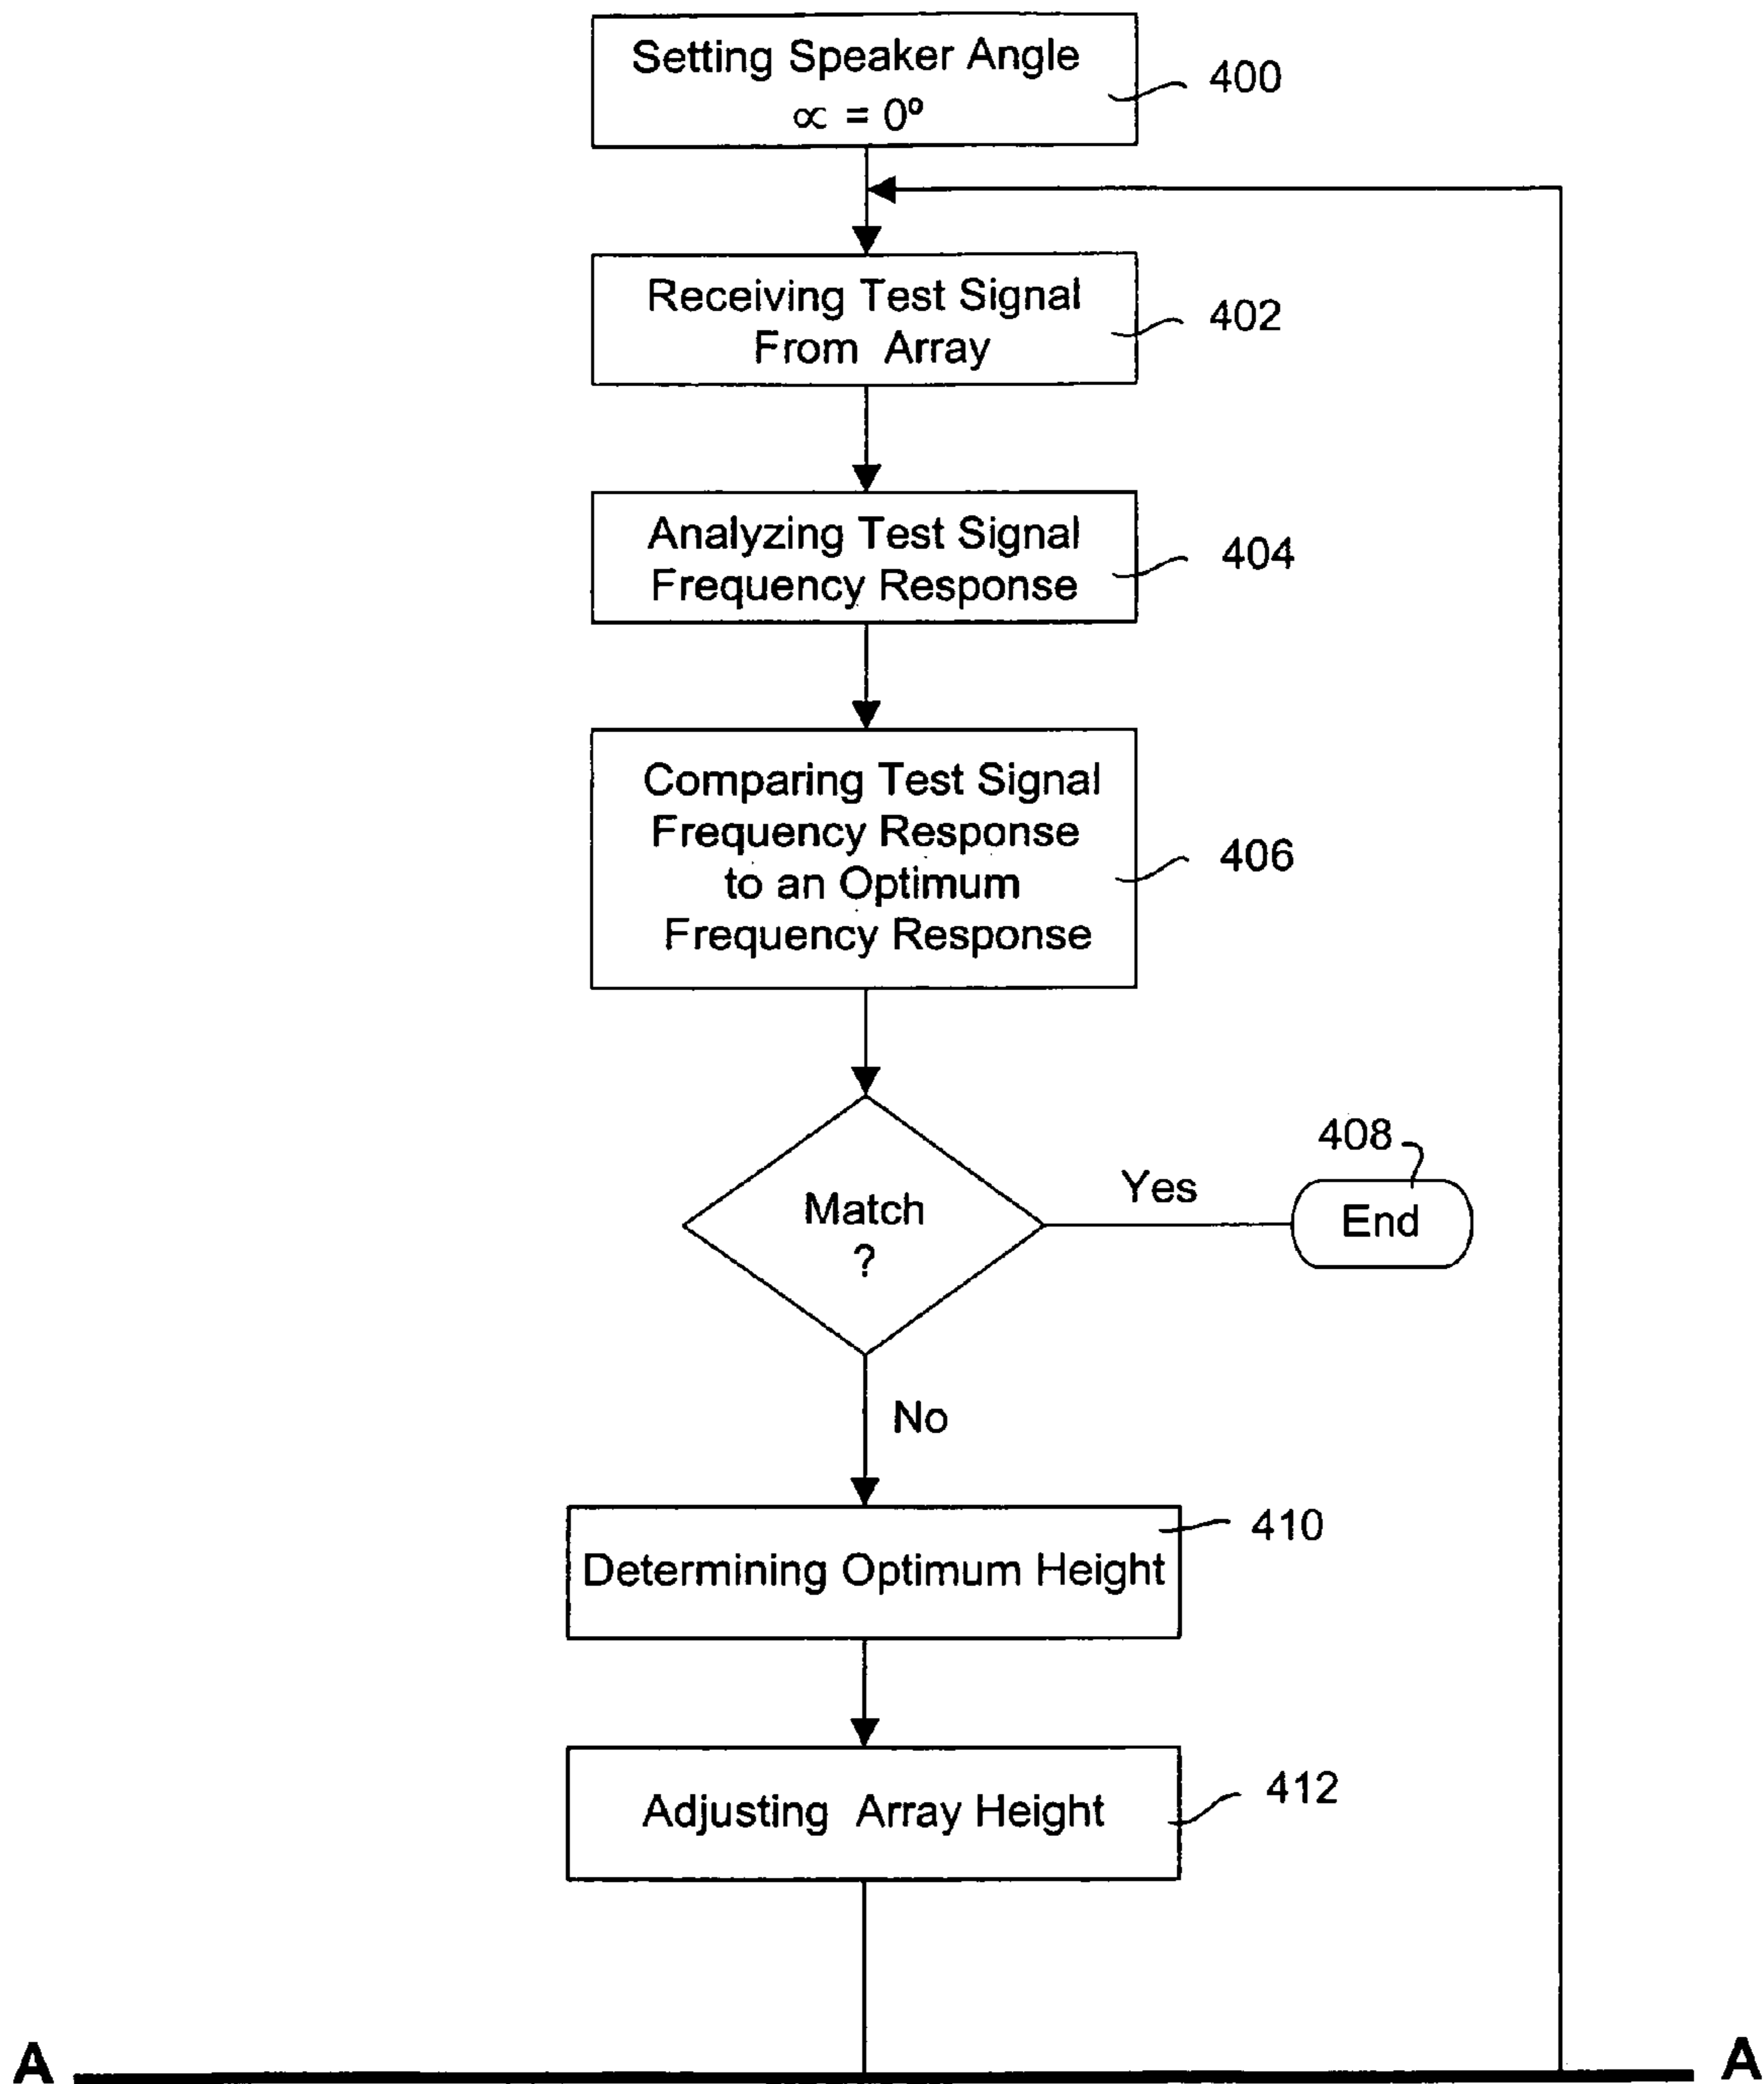 Setting Speaker Angle
∝ = 0º
400
Receiving Test Signal
From Array
402
Analyzing Test Signal
Frequency Response
404
Comparing Test Signal
Frequency Response
to an Optimum
Frequency Response
406
408
Match
?
Yes
End
No
410
Determining Optimum Height
Adjusting Array Height
412
A
A